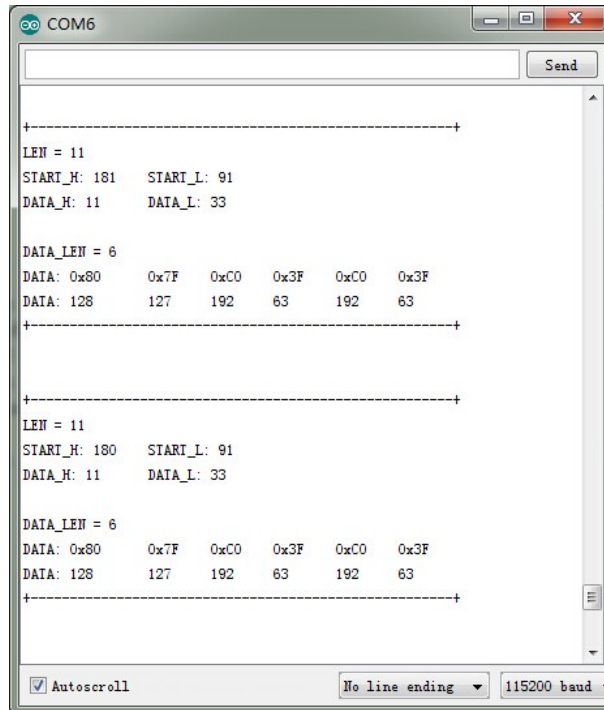 COM6
Send
+------------------------------------------------------+
LEN = 11
START_H: 181 START_L: 91
DATA_H: 11 DATA_L: 33
DATA_LEN = 6
DATA: 0x80 0x7F 0xC0 0x3F 0xC0 0x3F
DATA: 128 127 192 63 192 63
+------------------------------------------------------+
+------------------------------------------------------+
LEN = 11
START_H: 180 START_L: 91
DATA_H: 11 DATA_L: 33
DATA_LEN = 6
DATA: 0x80 0x7F 0xC0 0x3F 0xC0 0x3F
DATA: 128 127 192 63 192 63
+------------------------------------------------------+
Autoscroll No line ending 115200 baud